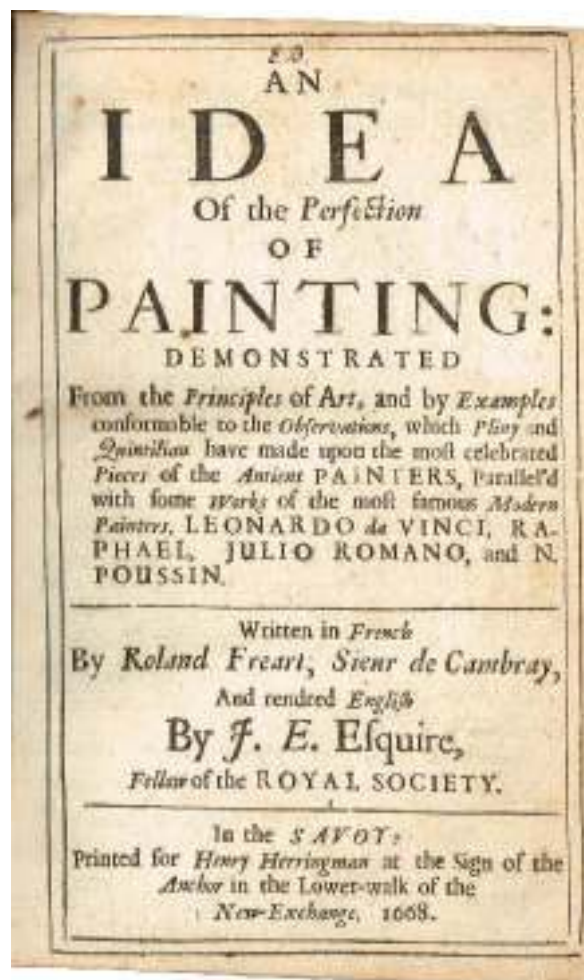 AN
IDEA
Of the Perfection
OF
PAINTING:
DEMONSTRATED
From the Principles of Art, and by Examples
conformable to the Observations, which Pliny and
Quintilian have made upon the most celebrated
Pieces of the Antient PAINTERS, Parallel'd
with some Works of the most famous Modern
Painters, LEONARDO da VINCI, RA-
PHAEL, JULIO ROMANO, and N.
POUSSIN.
Written in French
By Roland Freart, Sieur de Cambray,
And rendred English
By J. E. Esquire,
Fellow of the ROYAL SOCIETY.
In the SAVOY:
Printed for Henry Herringman at the Sign of the
Anchor in the Lower-walk of the
New-Exchange, 1668.